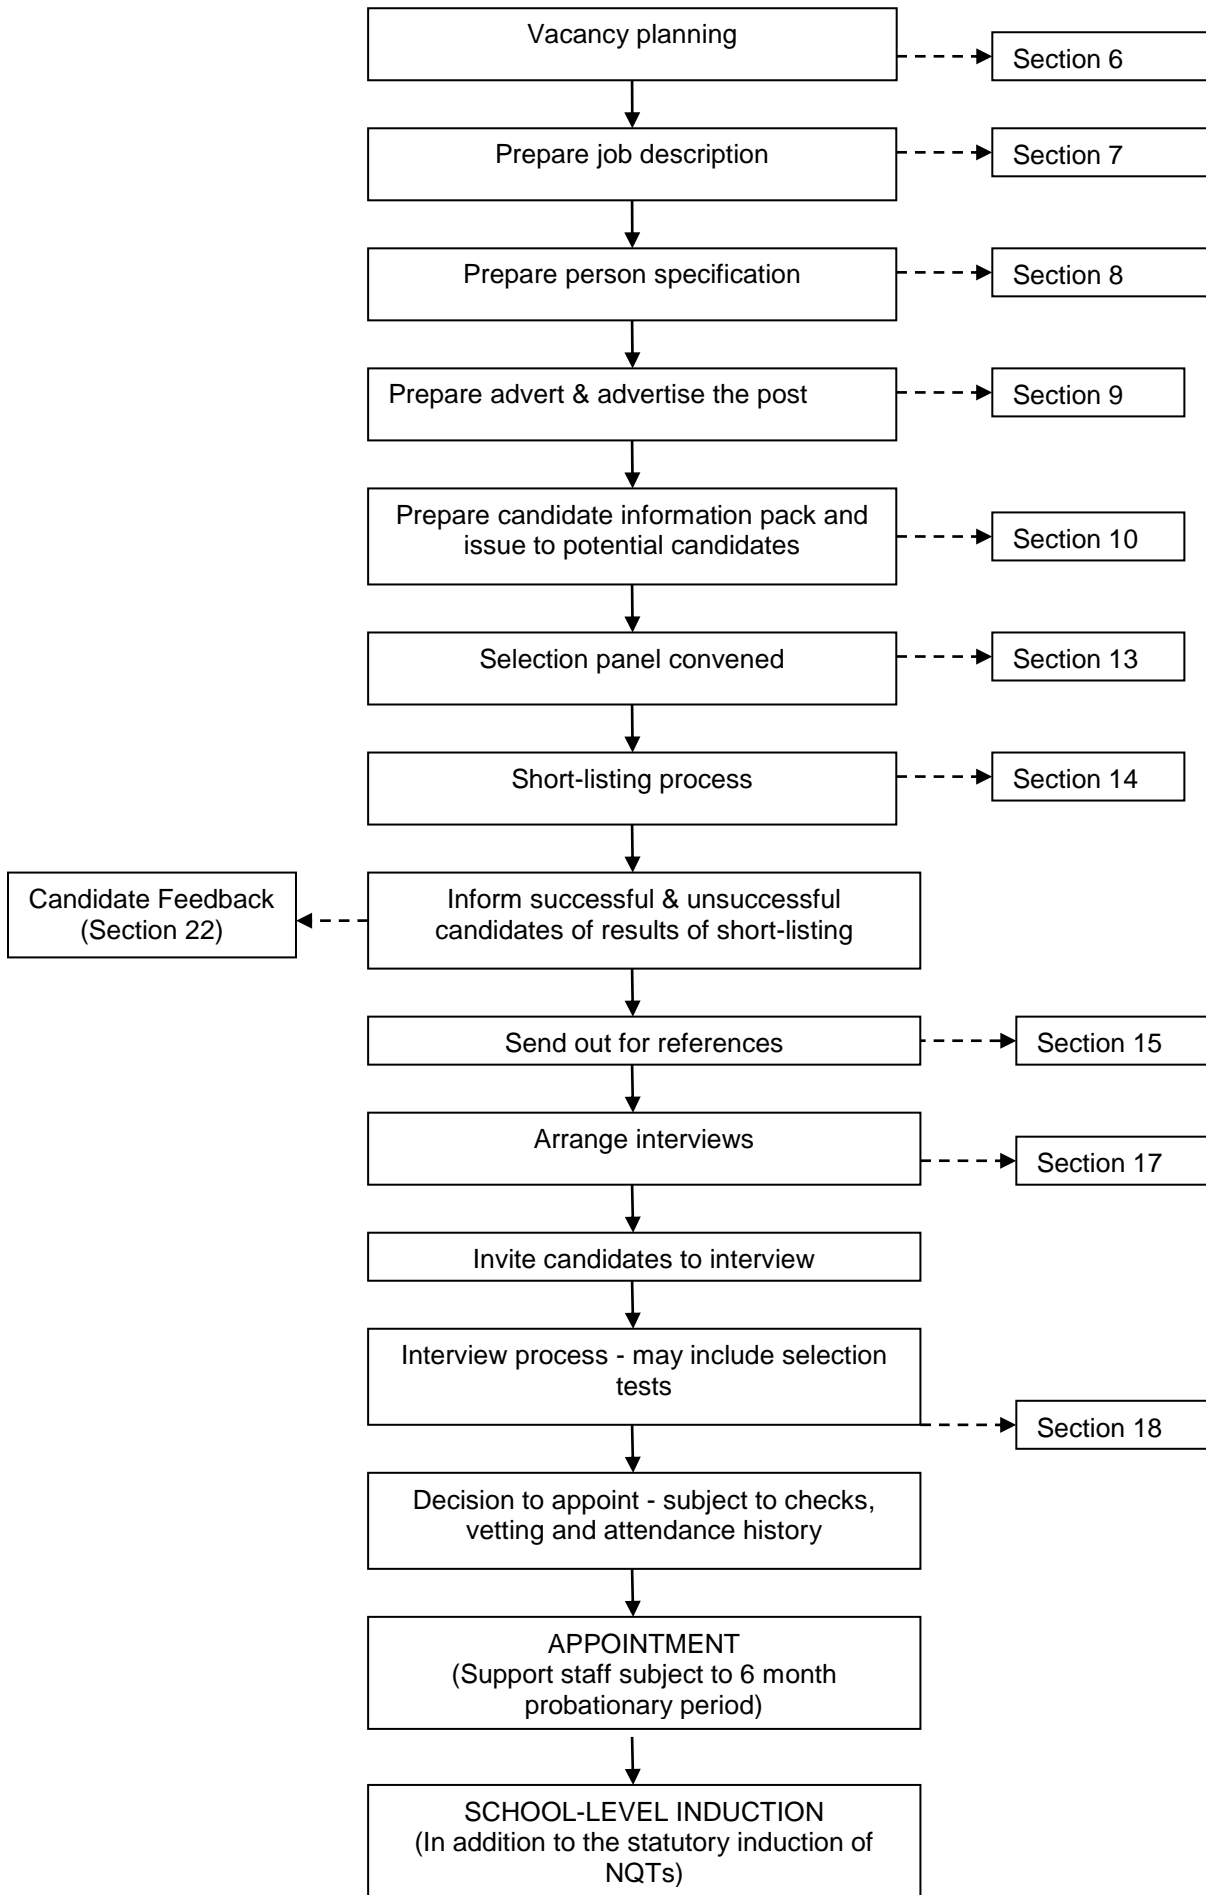 Vacancy planning
Section 6
Prepare job description
Section 7
Prepare person specification
Section 8
Prepare advert & advertise the post
Section 9
Prepare candidate information pack and
issue to potential candidates
Section 10
Selection panel convened
Section 13
Short-listing process
Section 14
Candidate Feedback
(Section 22)
Inform successful & unsuccessful
candidates of results of short-listing
Send out for references
Section 15
Arrange interviews
Section 17
Invite candidates to interview
Interview process - may include selection
tests
Section 18
Decision to appoint - subject to checks,
vetting and attendance history
APPOINTMENT
(Support staff subject to 6 month
probationary period)
SCHOOL-LEVEL INDUCTION
(In addition to the statutory induction of
NQTs)